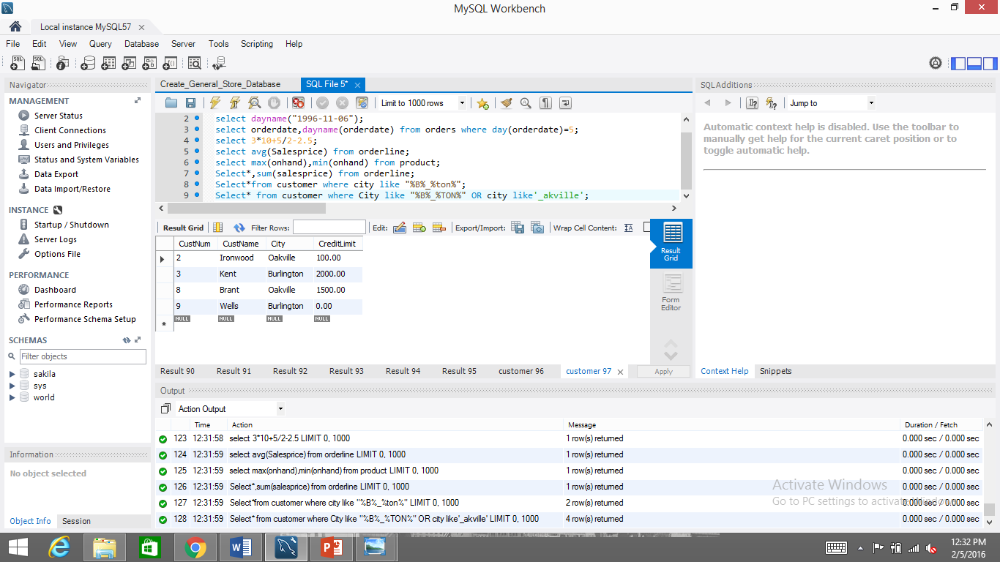 MySQL Workbench
Local instance MySQL57
File Edit View Query Database Server Tools Scripting Help
Navigator
MANAGEMENT
Server Status
Client Connections
Users and Privileges
Status and System Variables
Data Export
Data Import/Restore
INSTANCE
Startup / Shutdown
Server Logs
Options File
PERFORMANCE
Dashboard
Performance Reports
Performance Schema Setup
SCHEMAS
Filter objects
sakila
sys
world
Information
No object selected
Object Info Session
Create_General_Store_Database SQL File 5*
Limit to 1000 rows
2 select dayname("1996-11-06");
3 select orderdate,dayname(orderdate) from orders where day(orderdate)=5;
4 select 3*10+5/2-2.5;
5 select avg(Salesprice) from orderline;
6 select max(onhand),min(onhand) from product;
7 Select*,sum(salesprice) from orderline;
8 Select*from customer where city like "%B%_%ton%";
9 Select* from customer where City like "%B%_%TON%" OR city like'_akville';
Result Grid Filter Rows: Edit: Export/Import: Wrap Cell Content:
CustNum CustName City CreditLimit
2 Ironwood Oakville 100.00
3 Kent Burlington 2000.00
8 Brant Oakville 1500.00
9 Wells Burlington 0.00
NULL NULL NULL NULL
Result
Grid
Form
Editor
Result 90 Result 91 Result 92 Result 93 Result 94 Result 95 customer 96 customer 97 Apply
SQLAdditions
Jump to
Automatic context help is disabled. Use the toolbar to
manually get help for the current caret position or to
toggle automatic help.
Context Help Snippets
Output
Action Output
Time Action Message Duration / Fetch
123 12:31:58 select 3*10+5/2-2.5 LIMIT 0, 1000 1 row(s) returned 0.000 sec / 0.000 sec
124 12:31:59 select avg(Salesprice) from orderline LIMIT 0, 1000 1 row(s) returned 0.000 sec / 0.000 sec
125 12:31:59 select max(onhand),min(onhand) from product LIMIT 0, 1000 1 row(s) returned 0.000 sec / 0.000 sec
126 12:31:59 Select*,sum(salesprice) from orderline LIMIT 0, 1000 1 row(s) returned 0.000 sec / 0.000 sec
127 12:31:59 Select*from customer where city like "%B%_%ton%" LIMIT 0, 1000 2 row(s) returned 0.000 sec / 0.000 sec
128 12:31:59 Select* from customer where City like "%B%_%TON%" OR city like'_akville' LIMIT 0, 1000 4 row(s) returned 0.000 sec / 0.000 sec
Activate Windows
Go to PC settings to activate Windows.
12:32 PM
2/5/2016